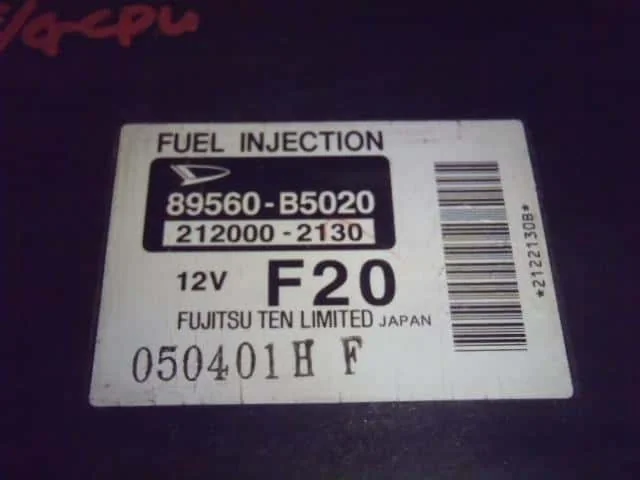 FUEL INJECTION
89560-B5020
212000-2130
12V F20
FUJITSU TEN LIMITED JAPAN
050401H F
*2122130B*